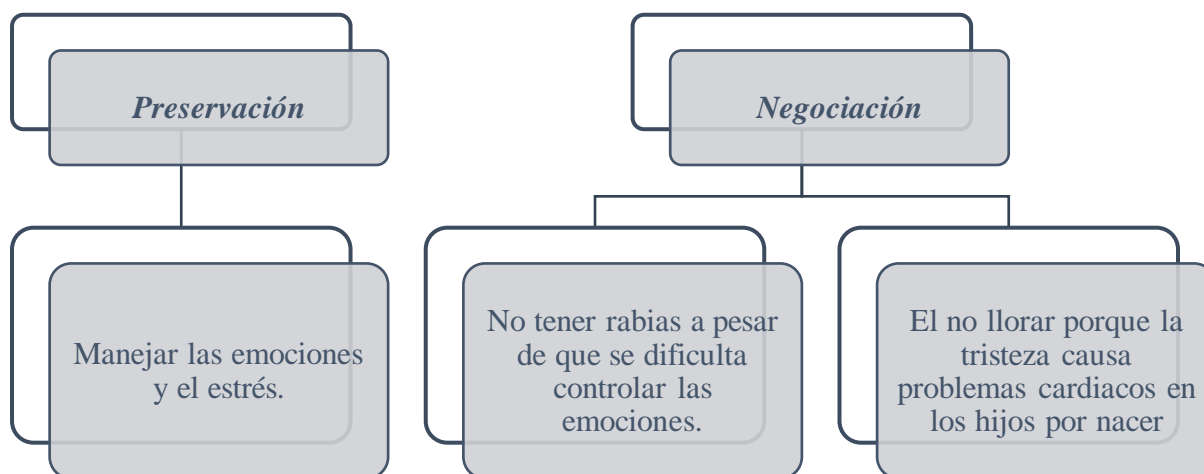 Preservación
Negociación
Manejar las emociones
y el estrés.
No tener rabias a pesar
de que se dificulta
controlar las
emociones.
El no llorar porque la
tristeza causa
problemas cardiacos en
los hijos por nacer